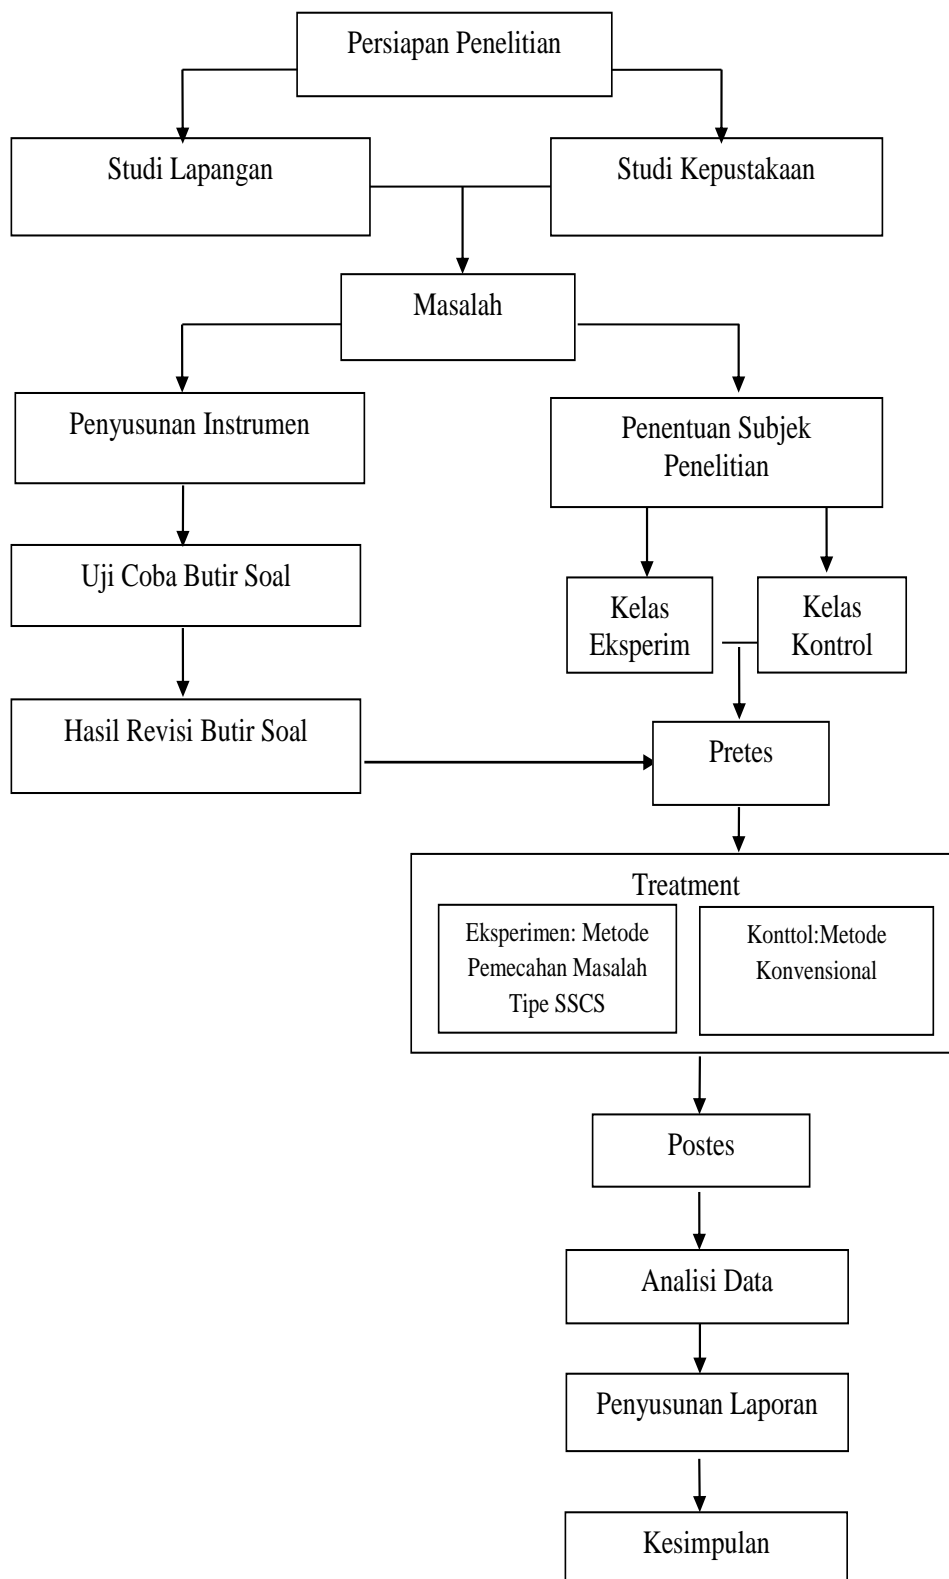 Persiapan Penelitian
Studi Lapangan
Studi Kepustakaan
Masalah
Penyusunan Instrumen
Penentuan Subjek
Penelitian
Uji Coba Butir Soal
Kelas
Eksperim
Kelas
Kontrol
Hasil Revisi Butir Soal
Pretes
Treatment
Eksperimen: Metode
Pemecahan Masalah
Tipe SSCS
Konttol:Metode
Konvensional
Postes
Analisi Data
Penyusunan Laporan
Kesimpulan